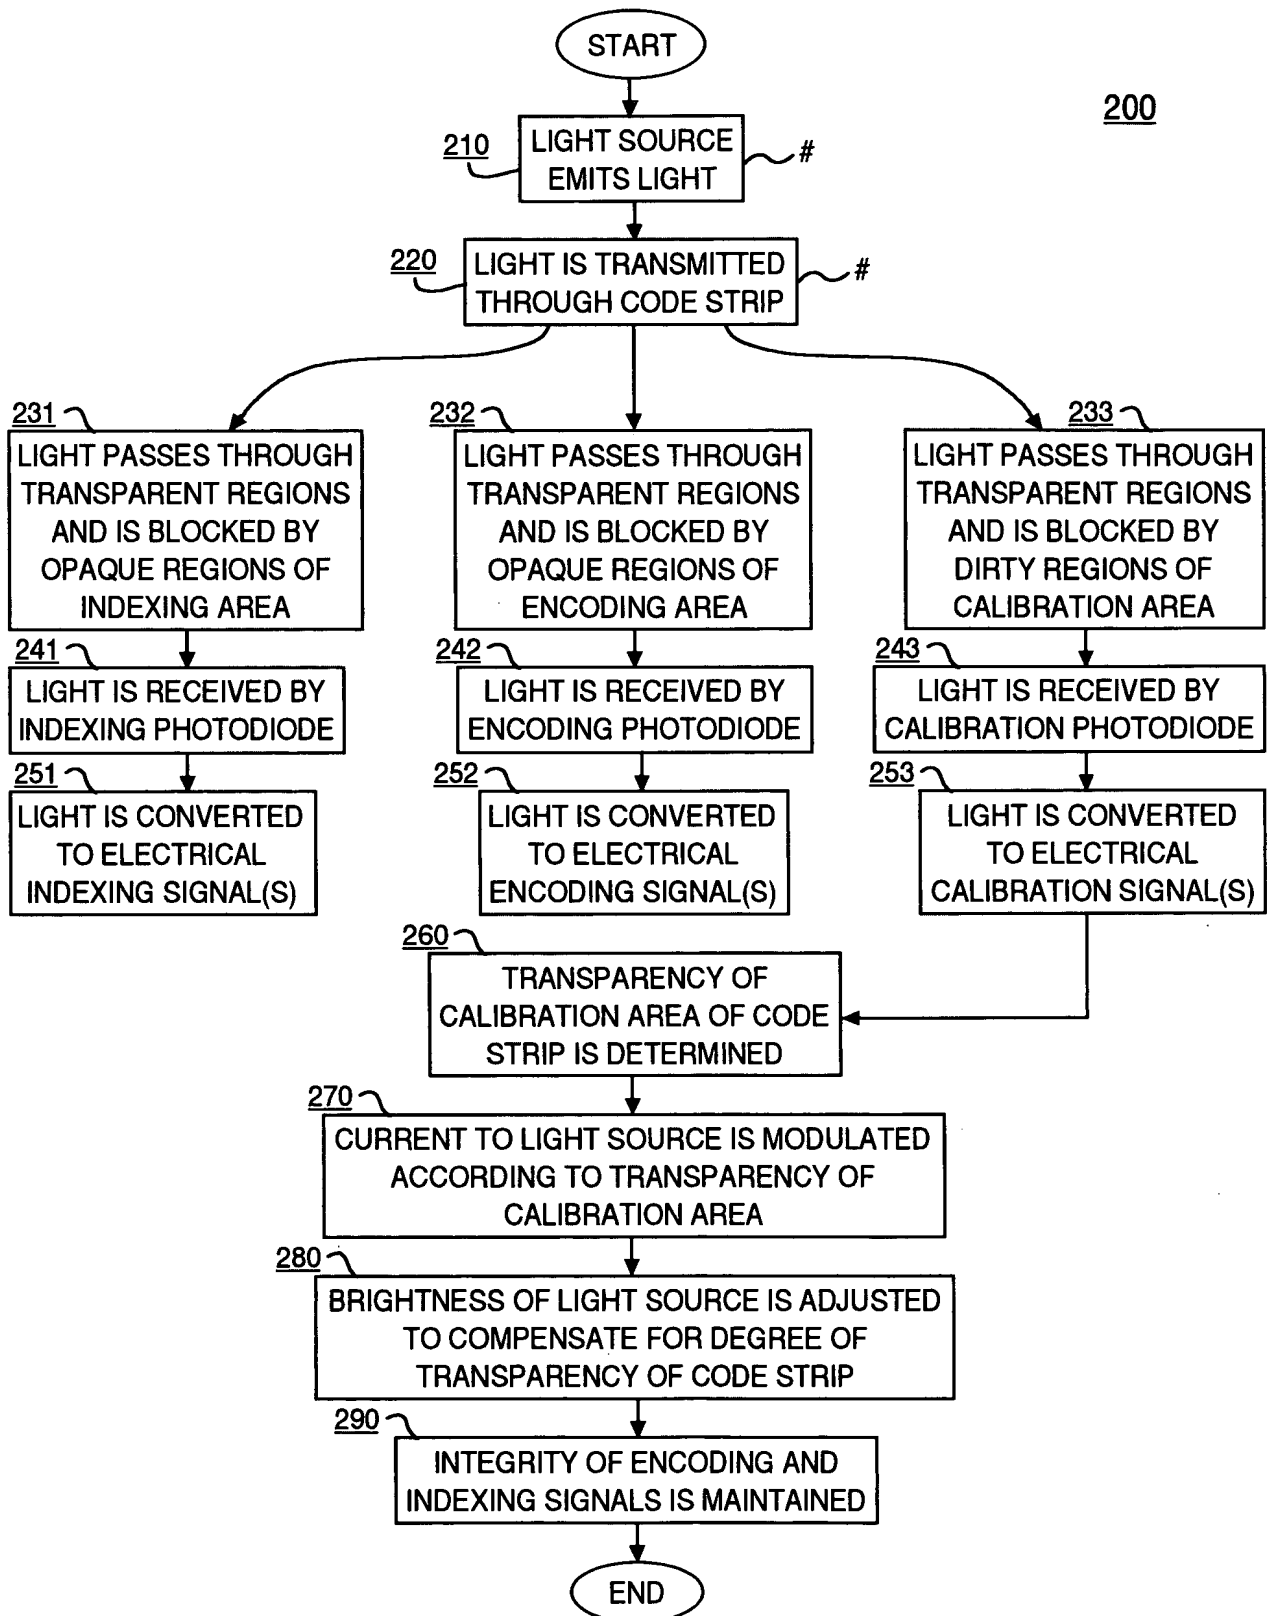 START
200
210
LIGHT SOURCE
EMITS LIGHT
#
220
LIGHT IS TRANSMITTED
THROUGH CODE STRIP
#
231
LIGHT PASSES THROUGH
TRANSPARENT REGIONS
AND IS BLOCKED BY
OPAQUE REGIONS OF
INDEXING AREA
232
LIGHT PASSES THROUGH
TRANSPARENT REGIONS
AND IS BLOCKED BY
OPAQUE REGIONS OF
ENCODING AREA
233
LIGHT PASSES THROUGH
TRANSPARENT REGIONS
AND IS BLOCKED BY
DIRTY REGIONS OF
CALIBRATION AREA
241
LIGHT IS RECEIVED BY
INDEXING PHOTODIODE
242
LIGHT IS RECEIVED BY
ENCODING PHOTODIODE
243
LIGHT IS RECEIVED BY
CALIBRATION PHOTODIODE
251
LIGHT IS CONVERTED
TO ELECTRICAL
INDEXING SIGNAL(S)
252
LIGHT IS CONVERTED
TO ELECTRICAL
ENCODING SIGNAL(S)
253
LIGHT IS CONVERTED
TO ELECTRICAL
CALIBRATION SIGNAL(S)
260
TRANSPARENCY OF
CALIBRATION AREA OF CODE
STRIP IS DETERMINED
270
CURRENT TO LIGHT SOURCE IS MODULATED
ACCORDING TO TRANSPARENCY OF
CALIBRATION AREA
280
BRIGHTNESS OF LIGHT SOURCE IS ADJUSTED
TO COMPENSATE FOR DEGREE OF
TRANSPARENCY OF CODE STRIP
290
INTEGRITY OF ENCODING AND
INDEXING SIGNALS IS MAINTAINED
END